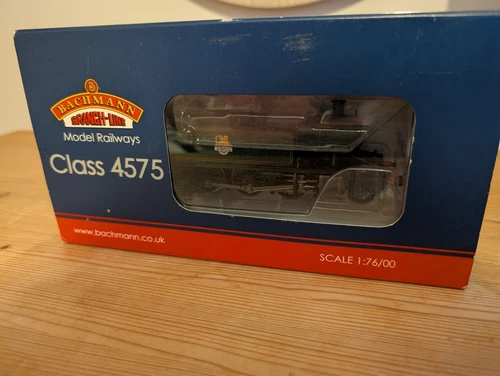 B
BACHMANN
BRANCH-LINE
Model Railways
Class 4575
www.bachmann.co.uk
SCALE 1:76/00